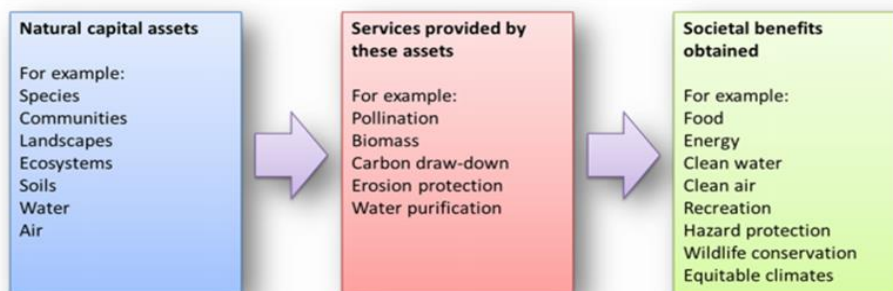 Natural capital assets
For example:
Species
Communities
Landscapes
Ecosystems
Soils
Water
Air
Services provided by
these assets
For example:
Pollination
Biomass
Carbon draw-down
Erosion protection
Water purification
Societal benefits
obtained
For example:
Food
Energy
Clean water
Clean air
Recreation
Hazard protection
Wildlife conservation
Equitable climates